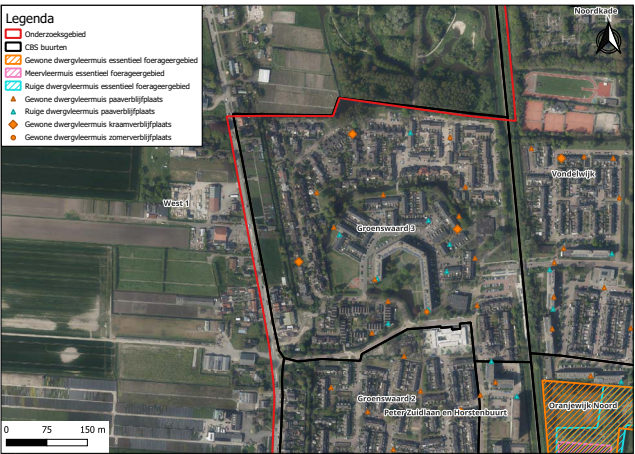 Legenda
Onderzoeksgebied
CBS buurten
Gewone dwergvleermuis essentieel foerageergebied
Meervleermuis essentieel foerageergebied
Ruige dwergvleermuis essentieel foerageergebied
Gewone dwergvleermuis paaverblijfplaats
Ruige dwergvleermuis paaverblijfplaats
Gewone dwergvleermuis kraamverblijfplaats
Gewone dwergvleermuis zomerverblijfplaats
Noordkade
Vondelwijk
West 1
Groenswaard 3
Groenswaard 2
Peter Zuidlaan en Horstenbuurt
Oranjewijk Noord
0 75 150 m